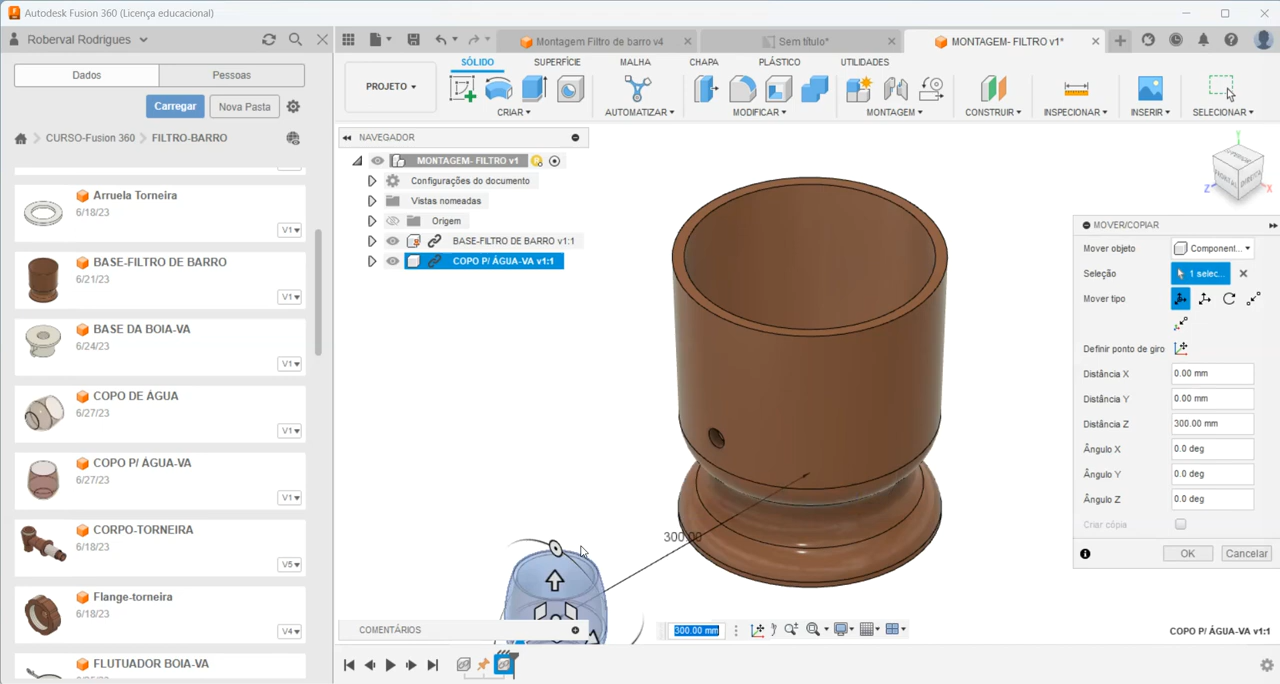 Autodesk Fusion 360 (Licença educacional)
Roberval Rodrigues
Montagem Filtro de barro v4
Sem título*
MONTAGEM- FILTRO v1*
Dados
Pessoas
Carregar
Nova Pasta
CURSO-Fusion 360
FILTRO-BARRO
Arruela Torneira
6/18/23
V1
BASE-FILTRO DE BARRO
6/21/23
V1
BASE DA BOIA-VA
6/24/23
V1
COPO DE ÁGUA
6/27/23
V1
COPO P/ ÁGUA-VA
6/27/23
V1
CORPO-TORNEIRA
6/18/23
V5
Flange-torneira
6/18/23
V4
FLUTUADOR BOIA-VA
PROJETO
SÓLIDO
SUPERFÍCIE
MALHA
CHAPA
PLÁSTICO
UTILIDADES
CRIAR
AUTOMATIZAR
MODIFICAR
MONTAGEM
CONSTRUIR
INSPECIONAR
INSERIR
SELECIONAR
NAVEGADOR
MONTAGEM- FILTRO v1
Configurações do documento
Vistas nomeadas
Origem
BASE-FILTRO DE BARRO v1:1
COPO P/ ÁGUA-VA v1:1
300.00
SUPERIOR
FRONTAL
DIREITA
Y
Z
X
MOVER/COPIAR
Mover objeto
Component...
Seleção
1 selec...
Mover tipo
Definir ponto de giro
Distância X
0.00 mm
Distância Y
0.00 mm
Distância Z
300.00 mm
Ângulo X
0.0 deg
Ângulo Y
0.0 deg
Ângulo Z
0.0 deg
Criar cópia
OK
Cancelar
COMENTÁRIOS
300.00 mm
COPO P/ ÁGUA-VA v1:1